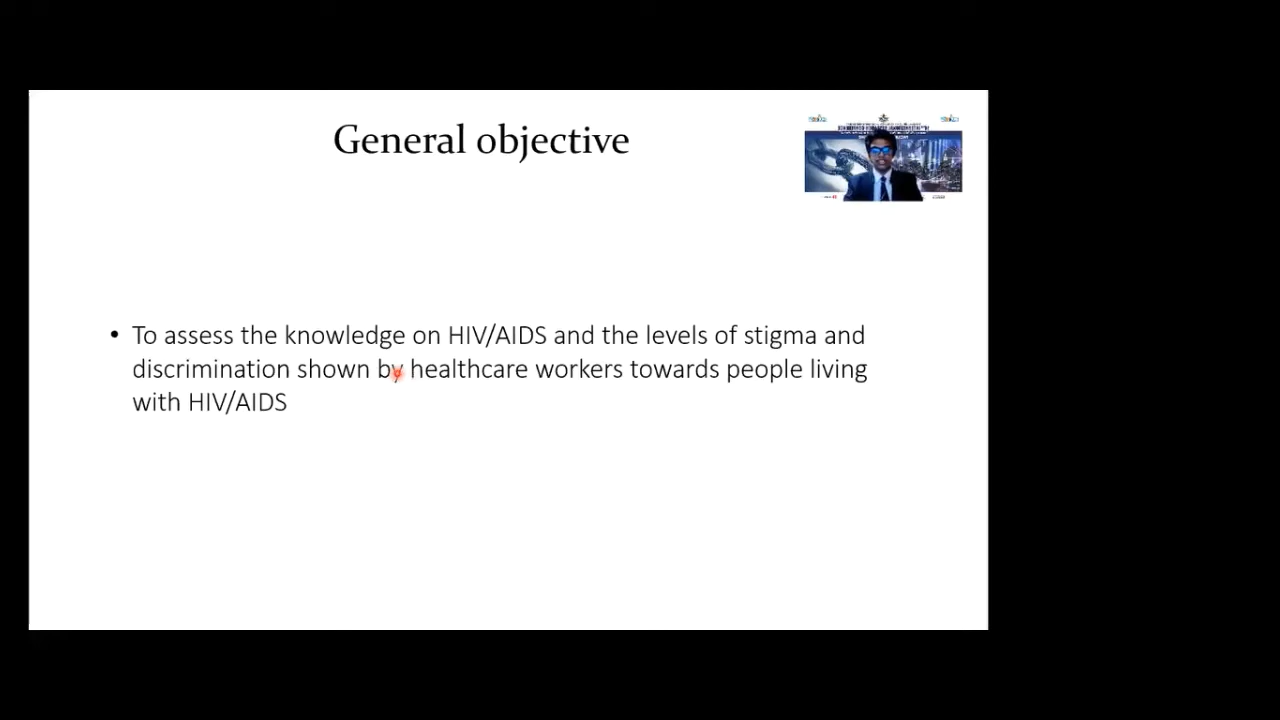 General objective
• To assess the knowledge on HIV/AIDS and the levels of stigma and
discrimination shown by healthcare workers towards people living
with HIV/AIDS